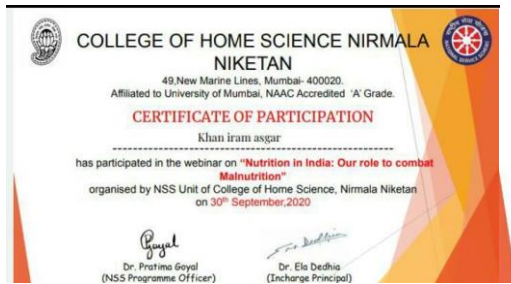 COLLEGE OF HOME SCIENCE NIRMALA
NIKETAN
49,New Marine Lines, Mumbai- 400020.
Affiliated to University of Mumbai, NAAC Accredited 'A' Grade.
CERTIFICATE OF PARTICIPATION
Khan iram asgar
has participated in the webinar on "Nutrition in India: Our role to combat
Malnutrition"
organised by NSS Unit of College of Home Science, Nirmala Niketan
on 30th September,2020
Goyal
Dr. Pratima Goyal
(NSS Programme Officer)
Dr. Ela Dedhia
(Incharge Principal)